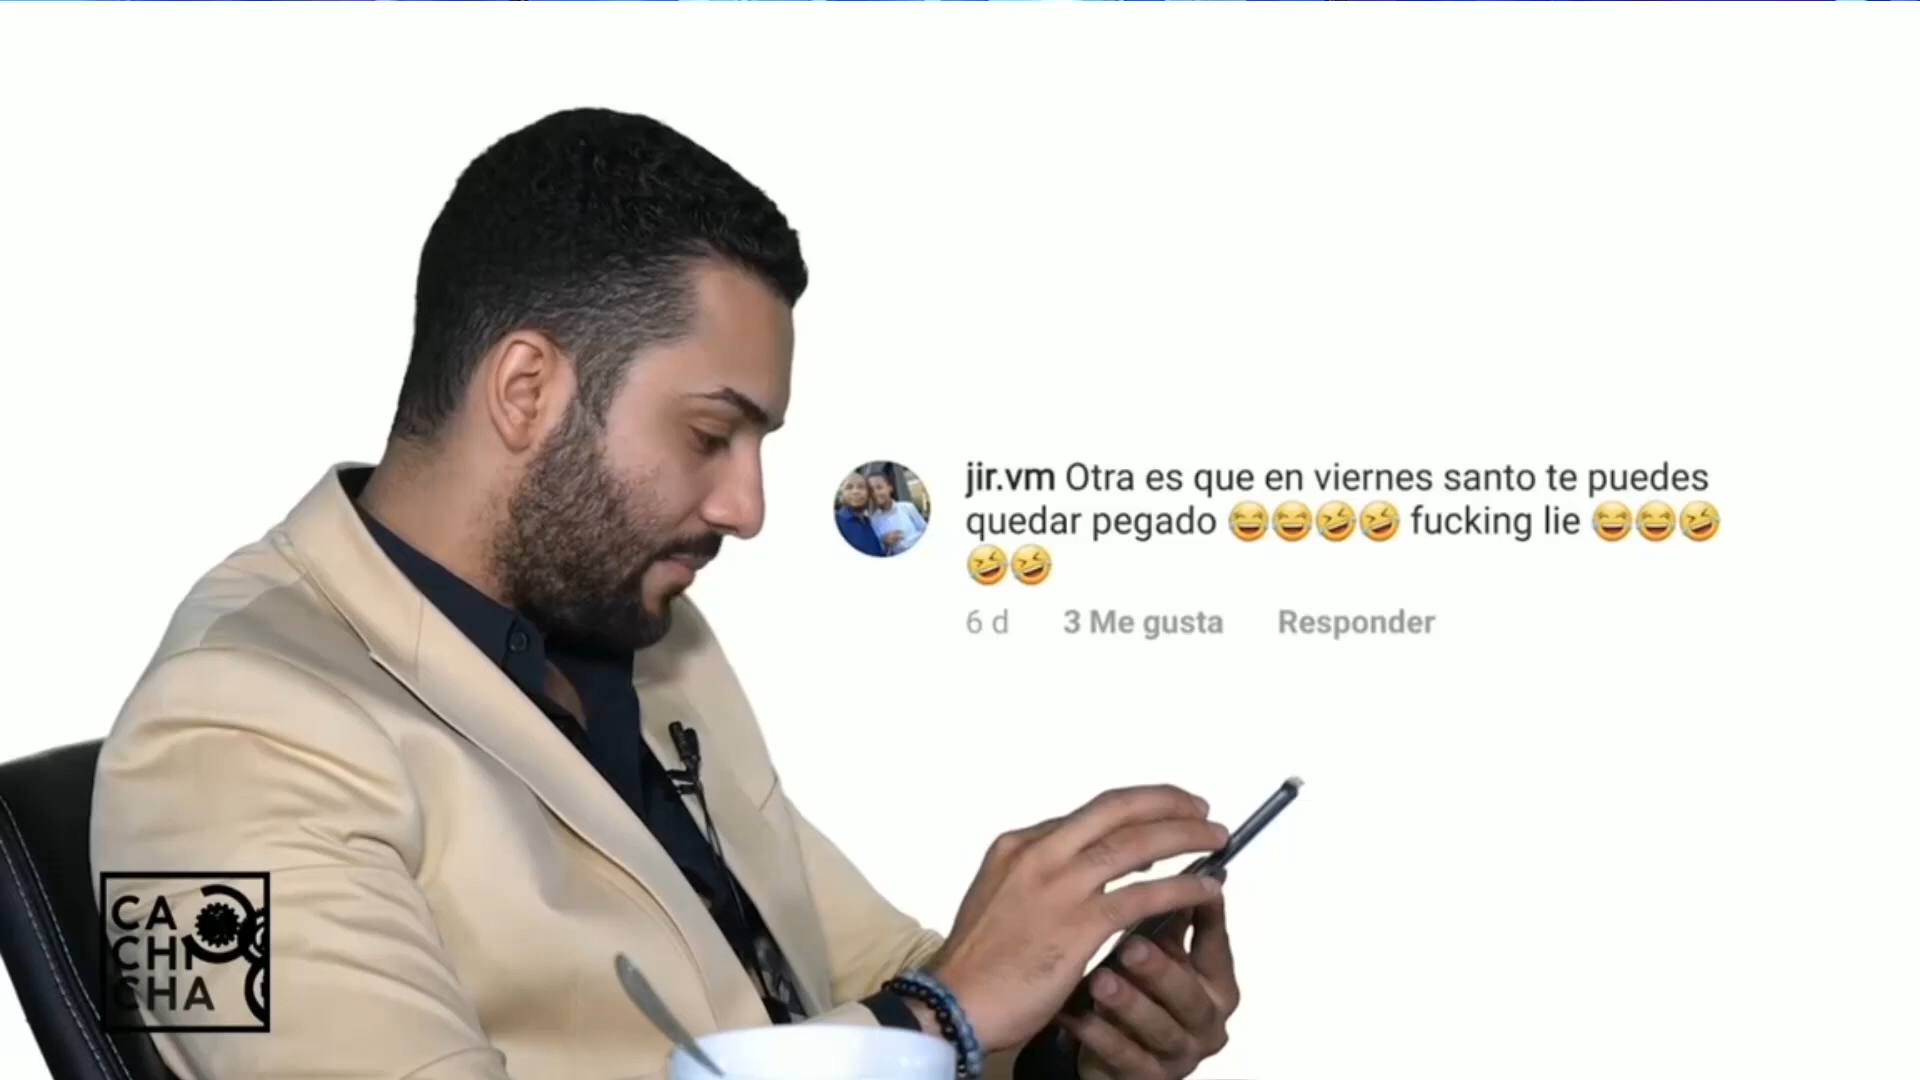 jir.vm Otra es que en viernes santo te puedes
quedar pegado 😆😆🤣🤣 fucking lie 😆😆🤣
🤣🤣
6 d 3 Me gusta Responder
CA
CHI
CHA